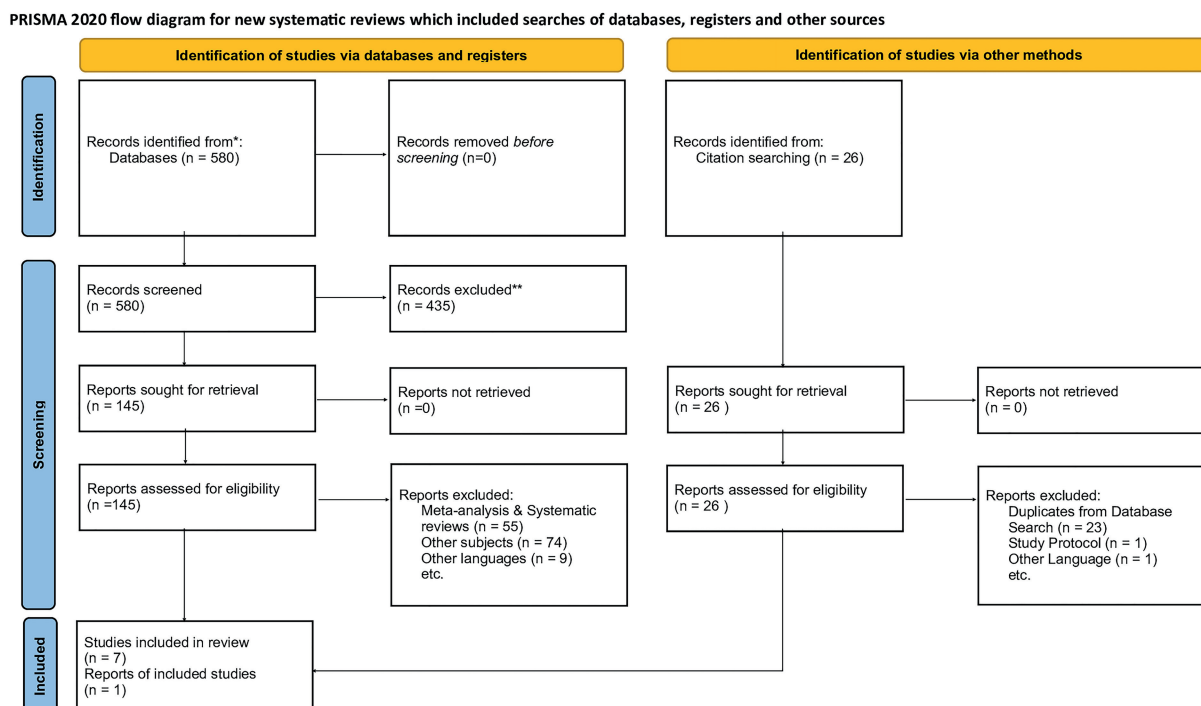 PRISMA 2020 flow diagram for new systematic reviews which included searches of databases, registers and other sources
Identification of studies via databases and registers
Identification of studies via other methods
Identification
Records identified from*:
Databases (n = 580)
Records removed before
screening (n=0)
Records identified from:
Citation searching (n = 26)
Screening
Records screened
(n = 580)
Records excluded**
(n = 435)
Reports sought for retrieval
(n = 145)
Reports not retrieved
(n =0)
Reports sought for retrieval
(n = 26 )
Reports not retrieved
(n = 0)
Reports assessed for eligibility
(n =145)
Reports excluded:
Meta-analysis & Systematic
reviews (n = 55)
Other subjects (n = 74)
Other languages (n = 9)
etc.
Reports assessed for eligibility
(n = 26 )
Reports excluded:
Duplicates from Database
Search (n = 23)
Study Protocol (n = 1)
Other Language (n = 1)
etc.
Included
Studies included in review
(n = 7)
Reports of included studies
(n = 1)